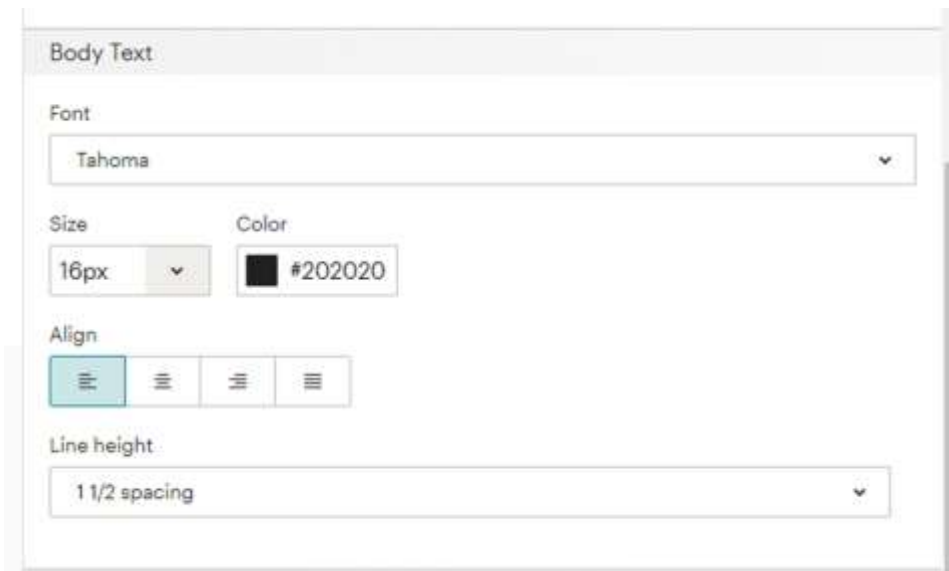 Body Text
Font
Tahoma
Size Color
16px #202020
Align
Line height
1 1/2 spacing